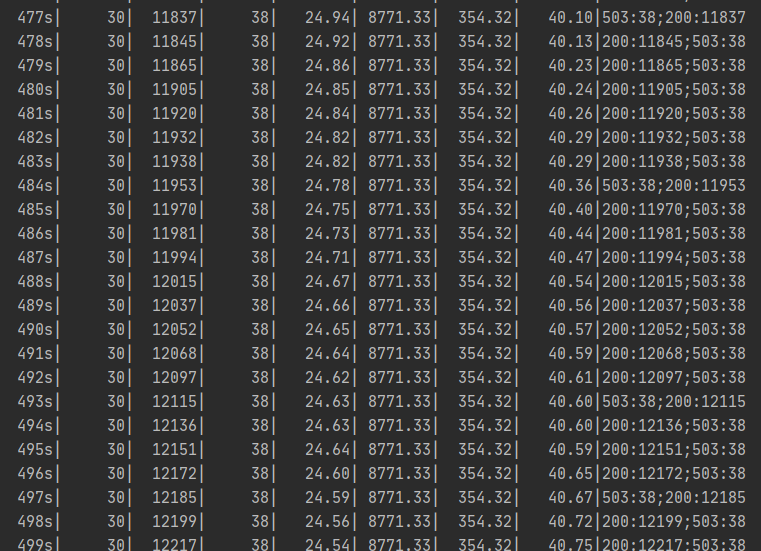 477s| 30| 11837| 38| 24.94| 8771.33| 354.32| 40.10|503:38;200:11837
478s| 30| 11845| 38| 24.92| 8771.33| 354.32| 40.13|200:11845;503:38
479s| 30| 11865| 38| 24.86| 8771.33| 354.32| 40.23|200:11865;503:38
480s| 30| 11905| 38| 24.85| 8771.33| 354.32| 40.24|200:11905;503:38
481s| 30| 11920| 38| 24.84| 8771.33| 354.32| 40.26|200:11920;503:38
482s| 30| 11932| 38| 24.82| 8771.33| 354.32| 40.29|200:11932;503:38
483s| 30| 11938| 38| 24.82| 8771.33| 354.32| 40.29|200:11938;503:38
484s| 30| 11953| 38| 24.78| 8771.33| 354.32| 40.36|503:38;200:11953
485s| 30| 11970| 38| 24.75| 8771.33| 354.32| 40.40|200:11970;503:38
486s| 30| 11981| 38| 24.73| 8771.33| 354.32| 40.44|200:11981;503:38
487s| 30| 11994| 38| 24.71| 8771.33| 354.32| 40.47|200:11994;503:38
488s| 30| 12015| 38| 24.67| 8771.33| 354.32| 40.54|200:12015;503:38
489s| 30| 12037| 38| 24.66| 8771.33| 354.32| 40.56|200:12037;503:38
490s| 30| 12052| 38| 24.65| 8771.33| 354.32| 40.57|200:12052;503:38
491s| 30| 12068| 38| 24.64| 8771.33| 354.32| 40.59|200:12068;503:38
492s| 30| 12097| 38| 24.62| 8771.33| 354.32| 40.61|200:12097;503:38
493s| 30| 12115| 38| 24.63| 8771.33| 354.32| 40.60|503:38;200:12115
494s| 30| 12136| 38| 24.63| 8771.33| 354.32| 40.60|200:12136;503:38
495s| 30| 12151| 38| 24.64| 8771.33| 354.32| 40.59|200:12151;503:38
496s| 30| 12172| 38| 24.60| 8771.33| 354.32| 40.65|200:12172;503:38
497s| 30| 12185| 38| 24.59| 8771.33| 354.32| 40.67|503:38;200:12185
498s| 30| 12199| 38| 24.56| 8771.33| 354.32| 40.72|200:12199;503:38
499s| 30| 12217| 38| 24.54| 8771.33| 354.32| 40.75|200:12217;503:38